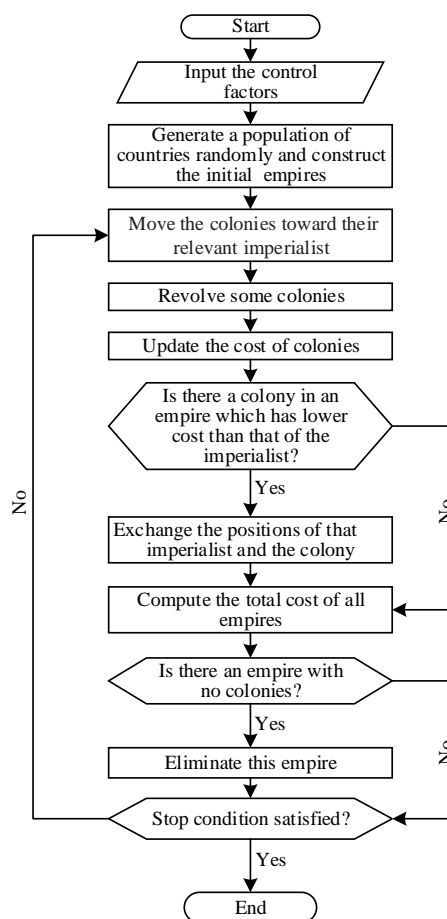 Start
Input the control
factors
Generate a population of
countries randomly and construct
the initial empires
Move the colonies toward their
relevant imperialist
Revolve some colonies
Update the cost of colonies
Is there a colony in an
empire which has lower
cost than that of the
imperialist?
No
No
Yes
Exchange the positions of that
imperialist and the colony
Compute the total cost of all
empires
Is there an empire with
no colonies?
Yes
No
Eliminate this empire
Stop condition satisfied?
Yes
End